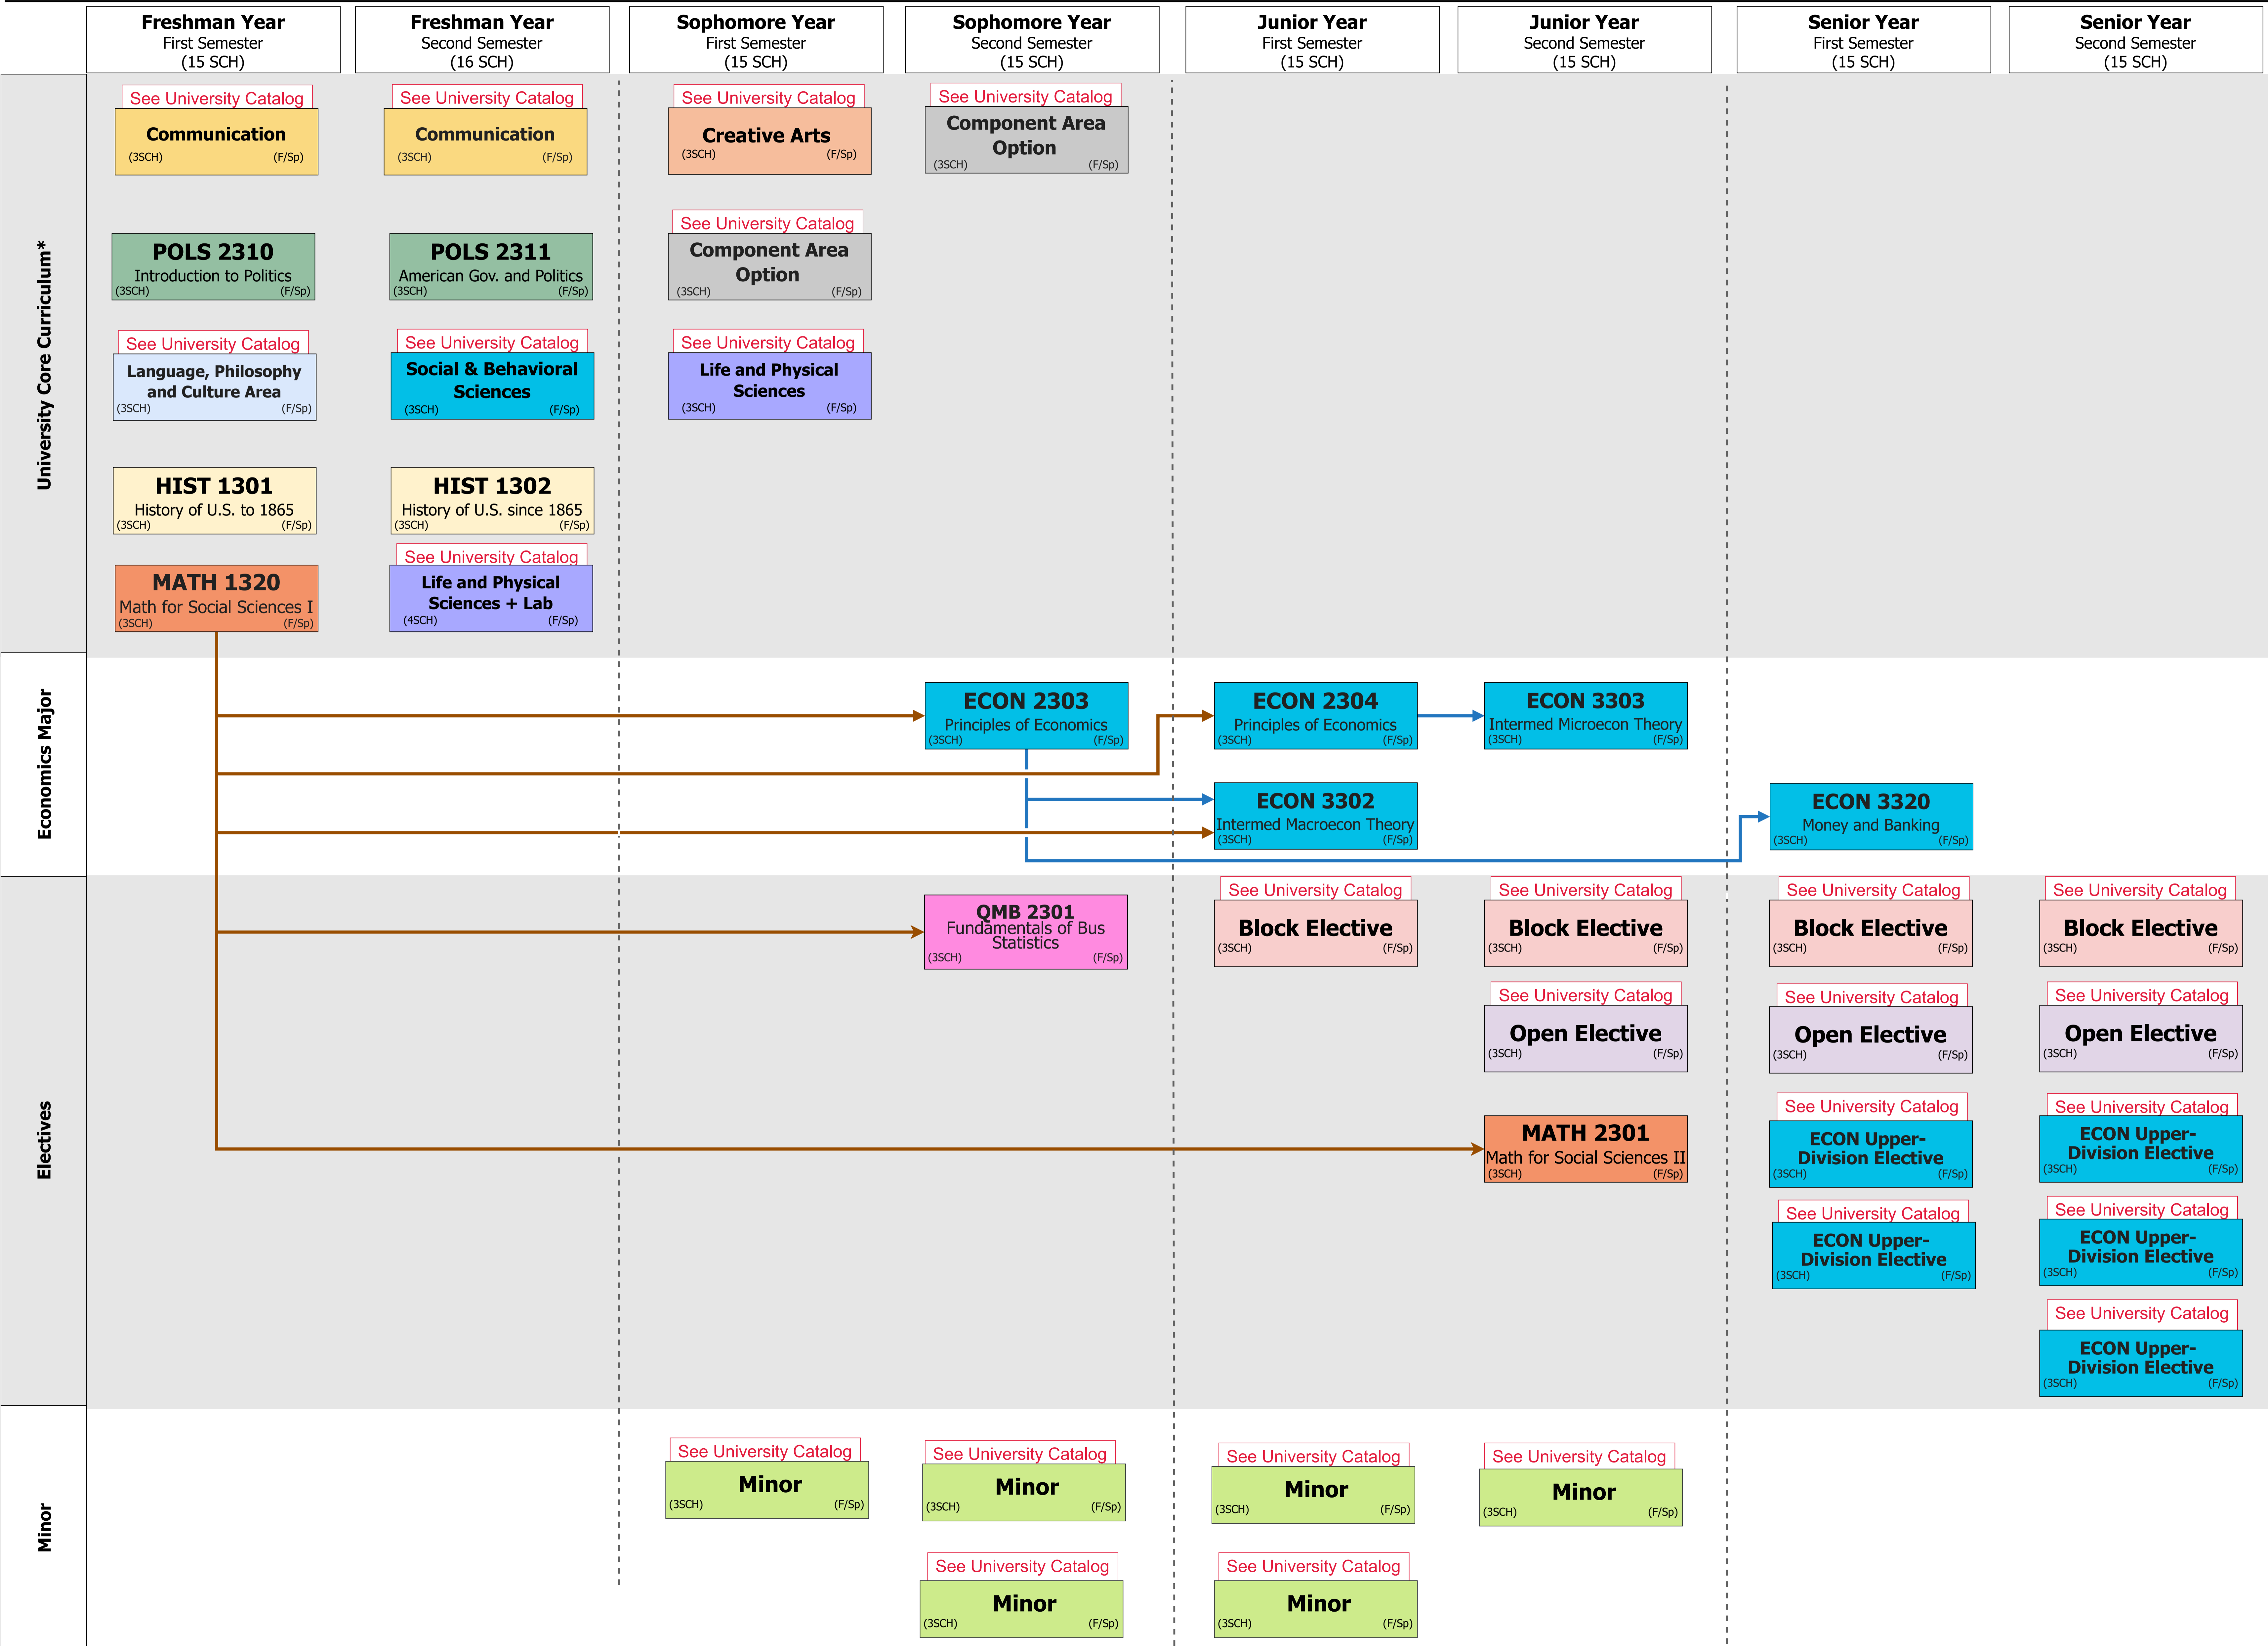 Freshman Year
First Semester
(15 SCH)
Freshman Year
Second Semester
(16 SCH)
Sophomore Year
First Semester
(15 SCH)
Sophomore Year
Second Semester
(15 SCH)
Junior Year
First Semester
(15 SCH)
Junior Year
Second Semester
(15 SCH)
Senior Year
First Semester
(15 SCH)
Senior Year
Second Semester
(15 SCH)
University Core Curriculum*
See University Catalog
Communication
(3SCH) (F/Sp)
See University Catalog
Communication
(3SCH) (F/Sp)
See University Catalog
Creative Arts
(3SCH) (F/Sp)
See University Catalog
Component Area
Option
(3SCH) (F/Sp)
POLS 2310
Introduction to Politics
(3SCH) (F/Sp)
POLS 2311
American Gov. and Politics
(3SCH) (F/Sp)
See University Catalog
Component Area
Option
(3SCH) (F/Sp)
See University Catalog
Language, Philosophy
and Culture Area
(3SCH) (F/Sp)
See University Catalog
Social & Behavioral
Sciences
(3SCH) (F/Sp)
See University Catalog
Life and Physical
Sciences
(3SCH) (F/Sp)
HIST 1301
History of U.S. to 1865
(3SCH) (F/Sp)
HIST 1302
History of U.S. since 1865
(3SCH) (F/Sp)
MATH 1320
Math for Social Sciences I
(3SCH) (F/Sp)
See University Catalog
Life and Physical
Sciences + Lab
(4SCH) (F/Sp)
Economics Major
ECON 2303
Principles of Economics
(3SCH) (F/Sp)
ECON 2304
Principles of Economics
(3SCH) (F/Sp)
ECON 3303
Intermed Microecon Theory
(3SCH) (F/Sp)
ECON 3302
Intermed Macroecon Theory
(3SCH) (F/Sp)
ECON 3320
Money and Banking
(3SCH) (F/Sp)
Electives
QMB 2301
Fundamentals of Bus
Statistics
(3SCH) (F/Sp)
See University Catalog
Block Elective
(3SCH) (F/Sp)
See University Catalog
Block Elective
(3SCH) (F/Sp)
See University Catalog
Block Elective
(3SCH) (F/Sp)
See University Catalog
Block Elective
(3SCH) (F/Sp)
See University Catalog
Open Elective
(3SCH) (F/Sp)
See University Catalog
Open Elective
(3SCH) (F/Sp)
See University Catalog
Open Elective
(3SCH) (F/Sp)
MATH 2301
Math for Social Sciences II
(3SCH) (F/Sp)
See University Catalog
ECON Upper-
Division Elective
(3SCH) (F/Sp)
See University Catalog
ECON Upper-
Division Elective
(3SCH) (F/Sp)
See University Catalog
ECON Upper-
Division Elective
(3SCH) (F/Sp)
See University Catalog
ECON Upper-
Division Elective
(3SCH) (F/Sp)
See University Catalog
ECON Upper-
Division Elective
(3SCH) (F/Sp)
Minor
See University Catalog
Minor
(3SCH) (F/Sp)
See University Catalog
Minor
(3SCH) (F/Sp)
See University Catalog
Minor
(3SCH) (F/Sp)
See University Catalog
Minor
(3SCH) (F/Sp)
See University Catalog
Minor
(3SCH) (F/Sp)
See University Catalog
Minor
(3SCH) (F/Sp)